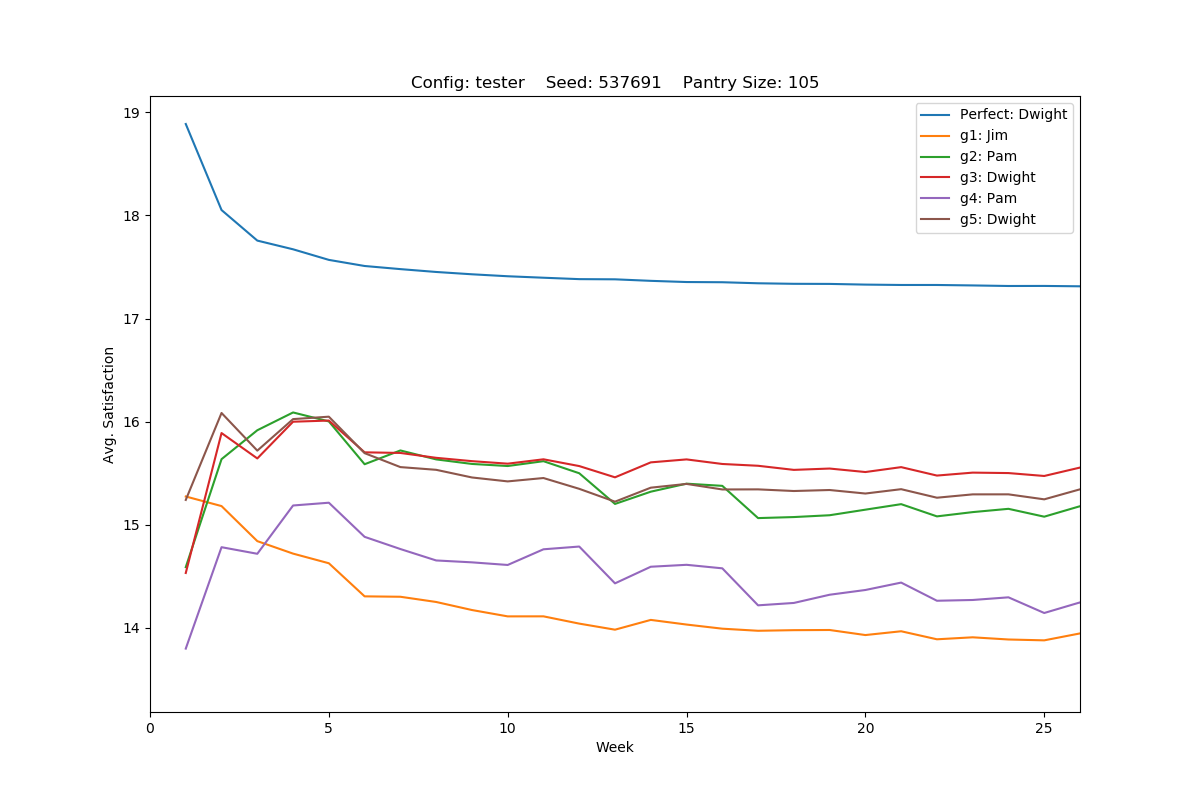 Config: tester    Seed: 537691    Pantry Size: 105
Perfect: Dwight
g1: Jim
g2: Pam
g3: Dwight
g4: Pam
g5: Dwight
Avg. Satisfaction
19
18
17
16
15
14
0 5 10 15 20 25
Week